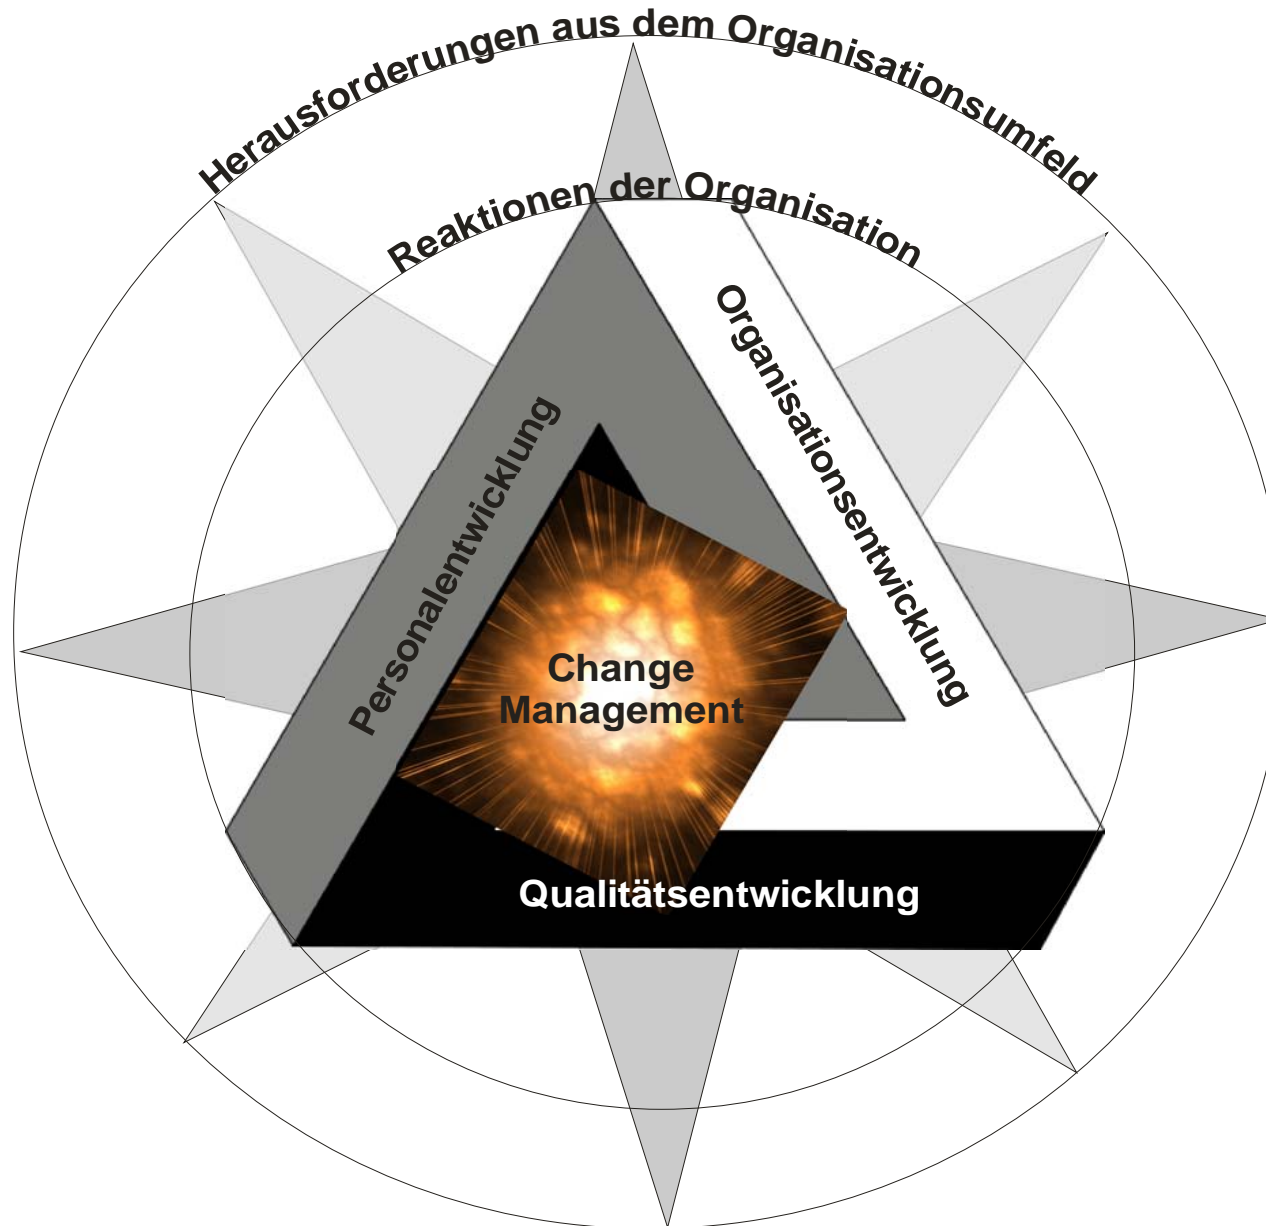 Herausforderungen aus dem Organisationsumfeld
Reaktionen der Organisation
Organisationsentwicklung
Personalentwicklung
Change
Management
Qualitätsentwicklung